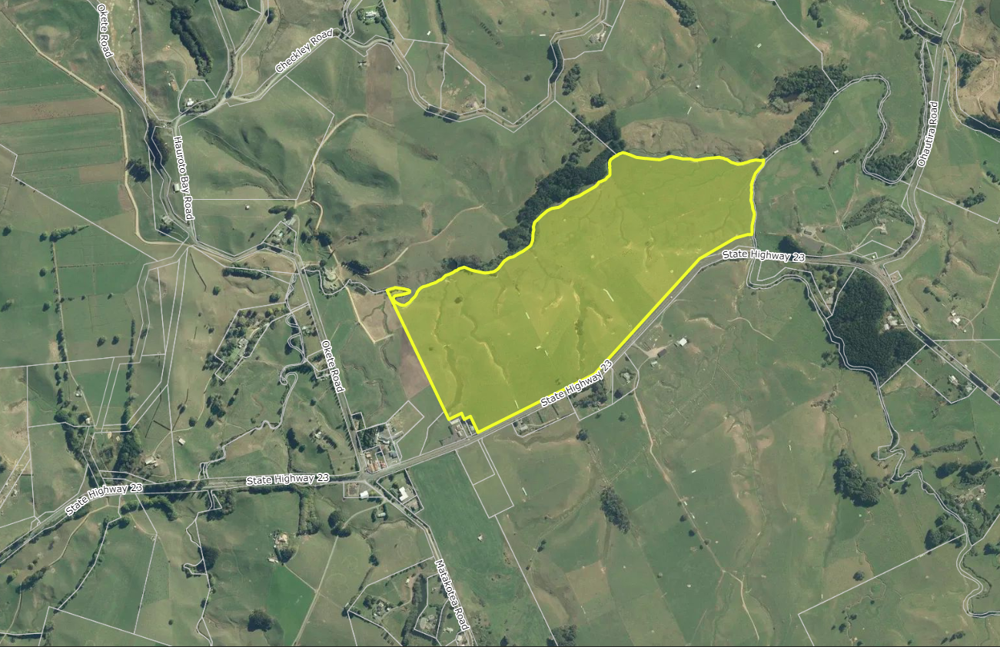 Okete Road
Checkley Road
Ohautira Road
Hauroto Bay Road
State Highway 23
Okete Road
State Highway 23
State Highway 23
State Highway 23
Matakotea Road